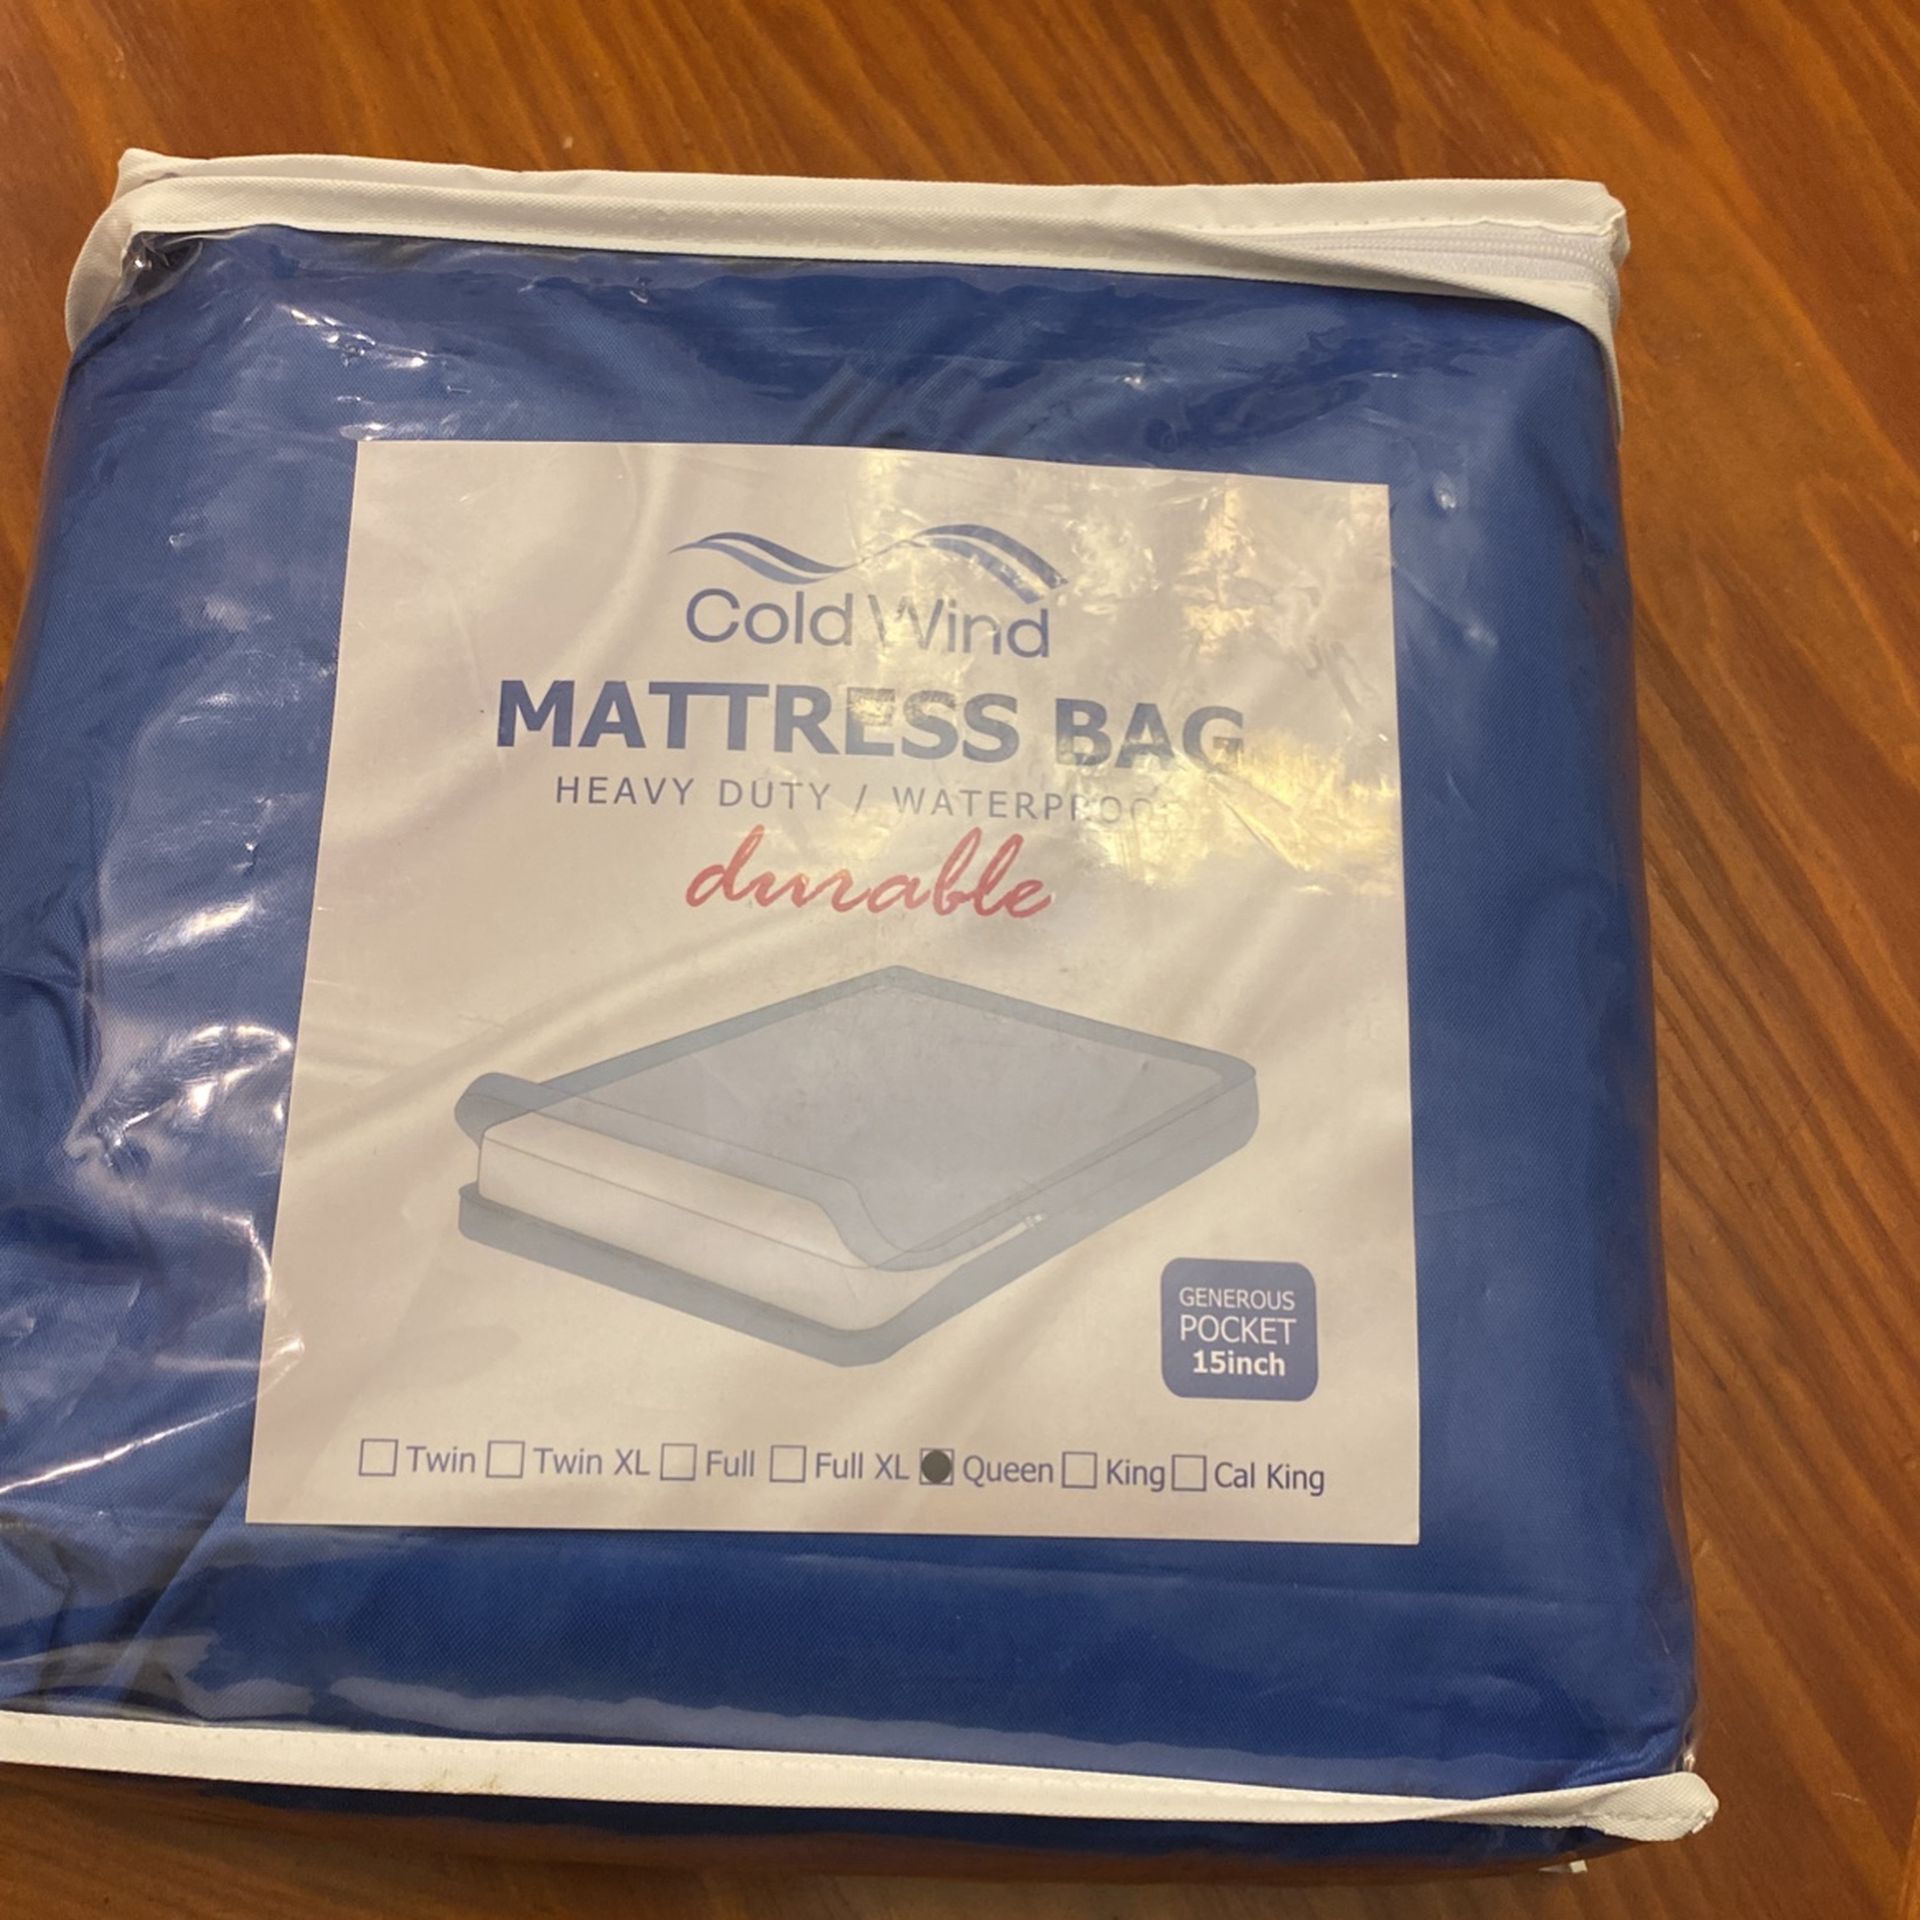 Cold Wind
MATTRESS BAG
HEAVY DUTY / WATERPROOF
durable
GENEROUS
POCKET
15inch
Twin Twin XL Full Full XL Queen King Cal King